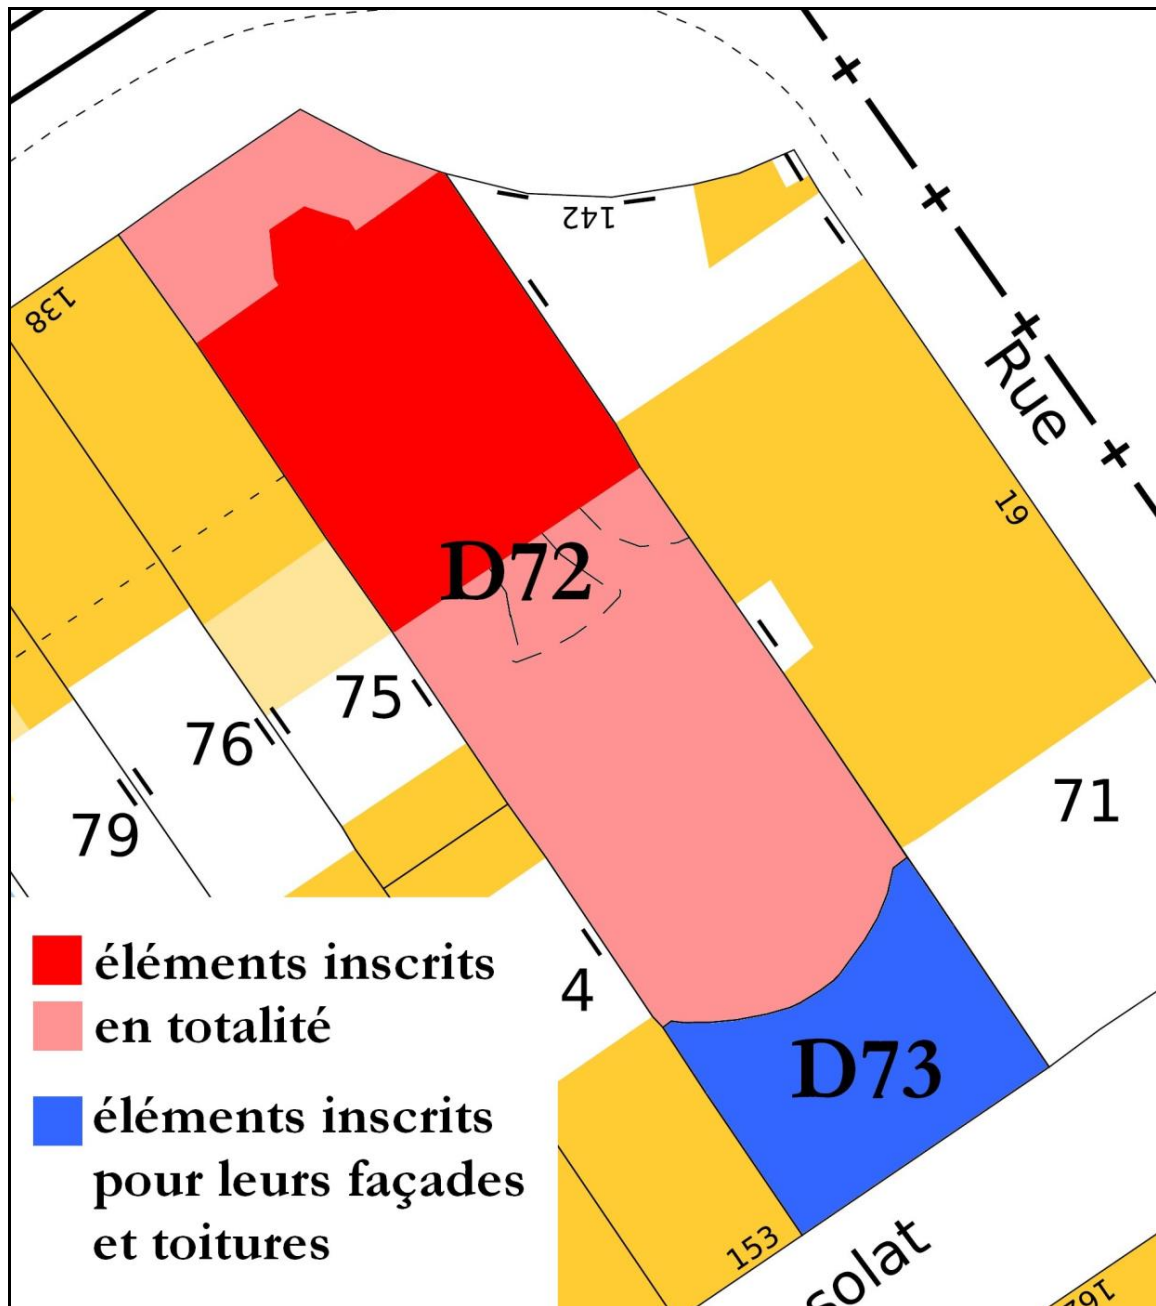 142
138
Rue
19
D72
75
76
79
71
éléments inscrits
en totalité
4
D73
éléments inscrits
pour leurs façades
et toitures
153
solat
162